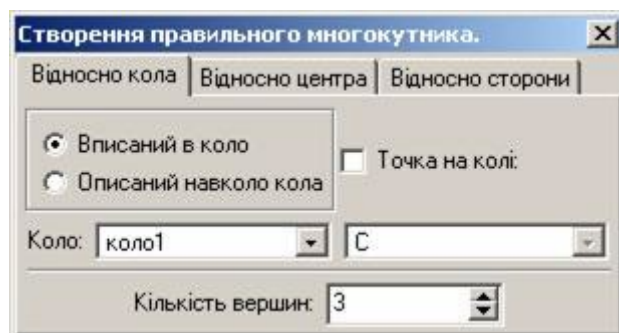 Створення правильного многокутника.
Відносно кола Відносно центра Відносно сторони
Вписаний в коло
Точка на колі:
Описаний навколо кола
Коло: коло1 C
Кількість вершин: 3